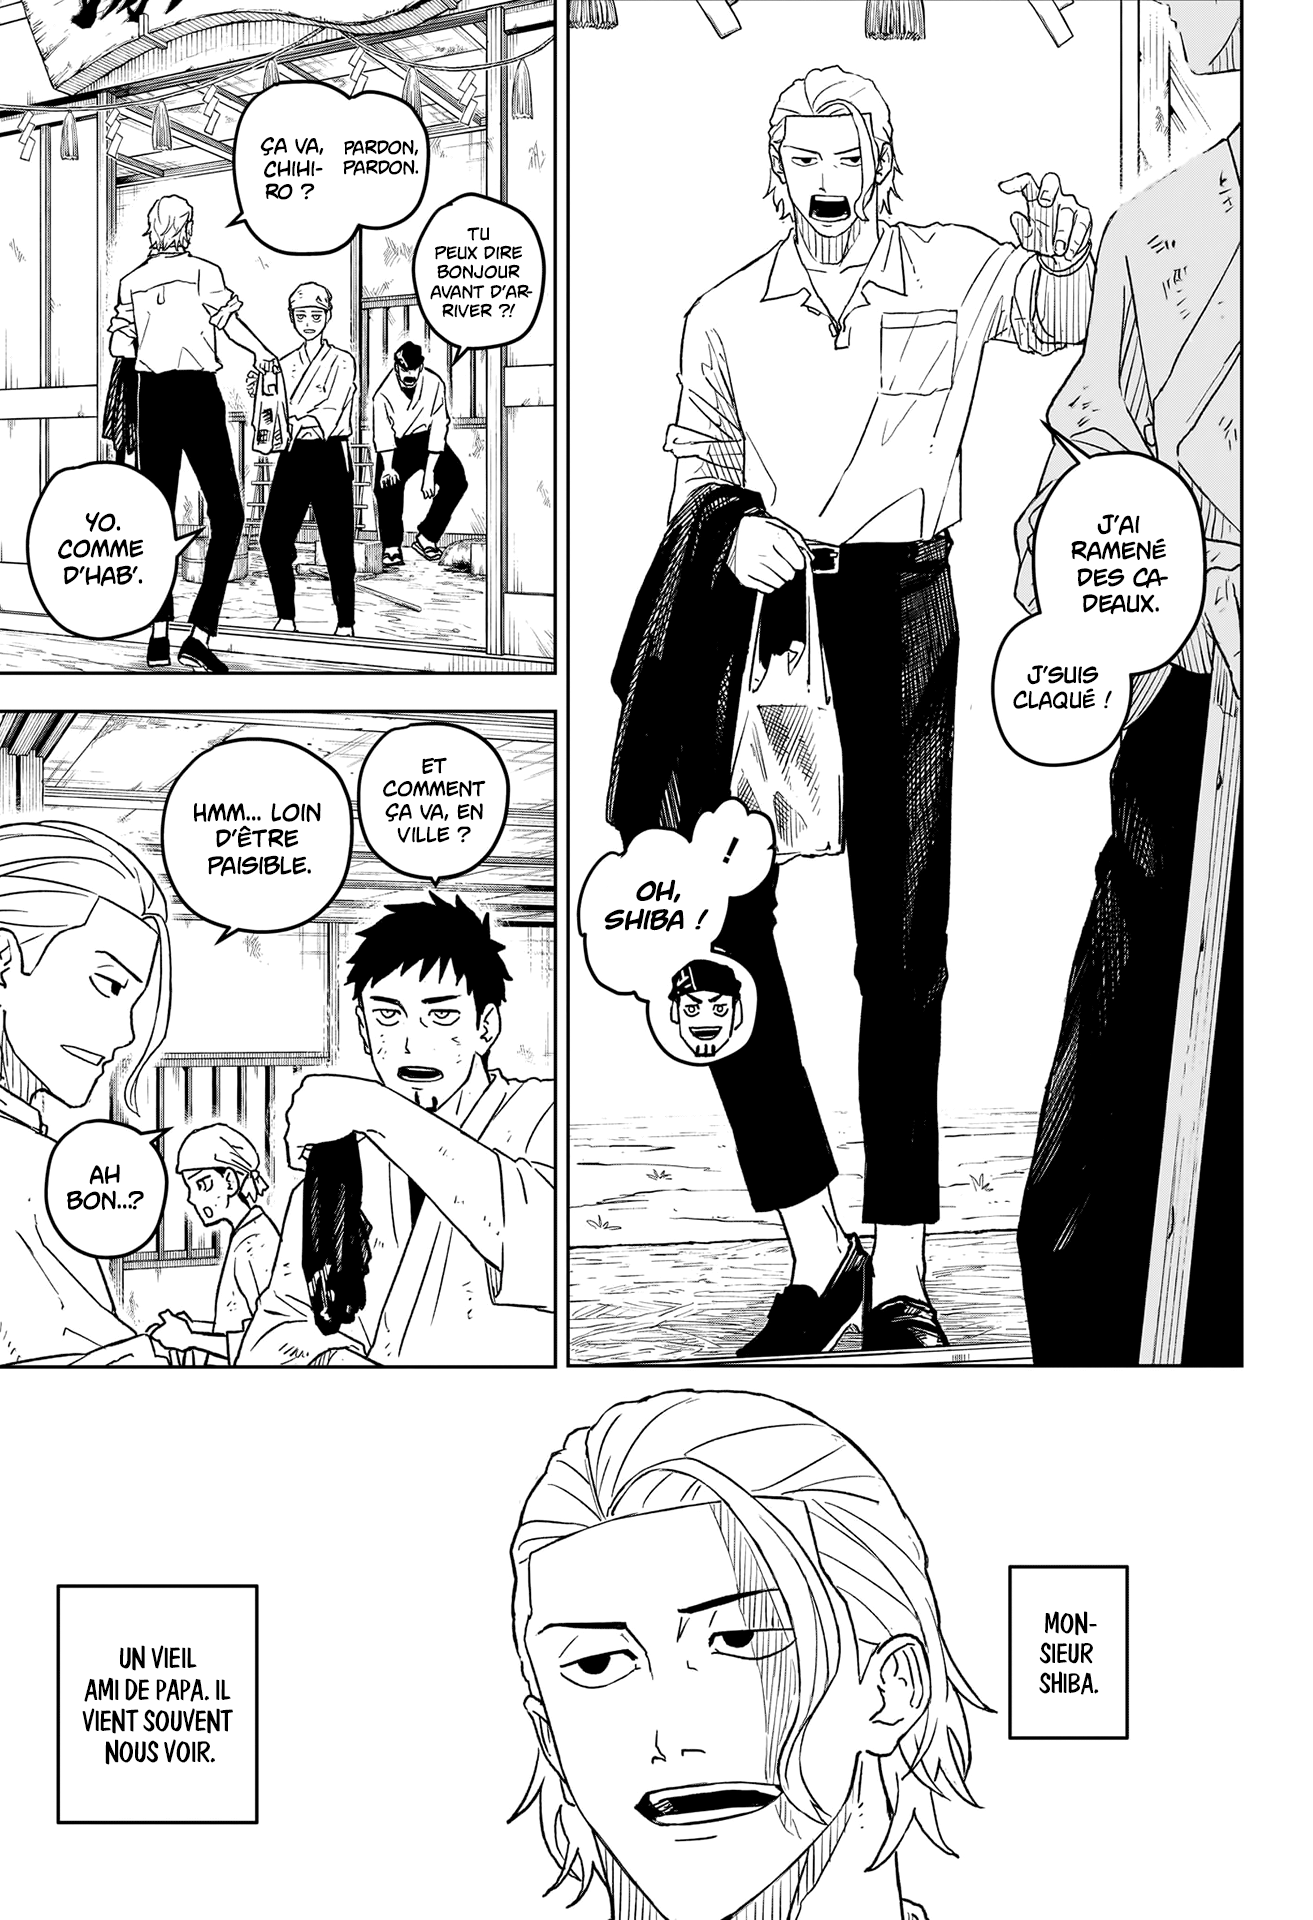 J'AI
RAMENÉ
DES CA-
DEAUX.
J'SUIS
CLAQUÉ !
!
OH,
SHIBA !
TU
PEUX DIRE
BONJOUR
AVANT D'AR-
RIVER ?!
PARDON,
PARDON.
ÇA VA,
CHIHI-
RO ?
YO.
COMME
D'HAB'.
ET
COMMENT
ÇA VA, EN
VILLE ?
HMM... LOIN
D'ÊTRE
PAISIBLE.
AH
BON...?
MON-
SIEUR
SHIBA.
UN VIEIL
AMI DE PAPA. IL
VIENT SOUVENT
NOUS VOIR.